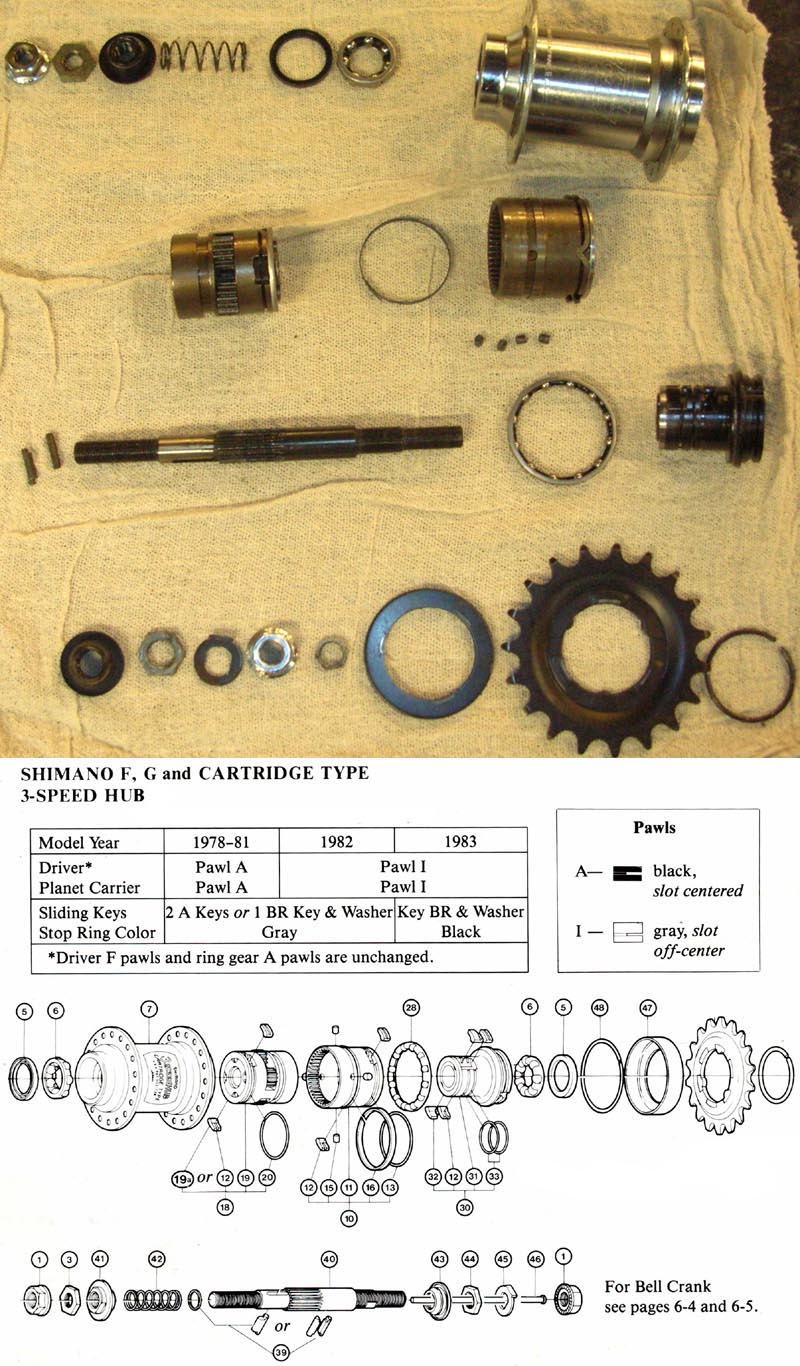 SHIMANO F, G and CARTRIDGE TYPE
3-SPEED HUB
Model Year 1978-81 1982 1983
Driver* Pawl A Pawl I
Planet Carrier Pawl A Pawl I
Sliding Keys 2 A Keys or 1 BR Key & Washer Key BR & Washer
Stop Ring Color Gray Black
*Driver F pawls and ring gear A pawls are unchanged.
Pawls
A— black,
slot centered
I — gray, slot
off-center
5 6 7 28 6 5 48 47
19a or 12 19 20
18
12 15 11 16 13
10
32 12 31 33
30
1 3 41 42 40 43 44 45 46 1
or
39
For Bell Crank
see pages 6-4 and 6-5.